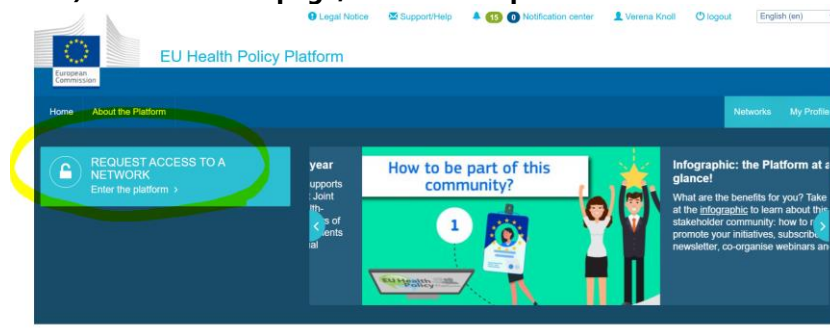 Legal Notice Support/Help 15 0 Notification center Verena Knoll logout English (en)
European
Commission
EU Health Policy Platform
Home About the Platform Networks My Profile
REQUEST ACCESS TO A
NETWORK
Enter the platform >
year
upports
Joint
lth-
s of
ents
al
How to be part of this
community?
1
EU Health
Policy
Infographic: the Platform at a
glance!
What are the benefits for you? Take
at the infographic to learn about this
stakeholder community: how to
promote your initiatives, subscribe
newsletter, co-organise webinars an